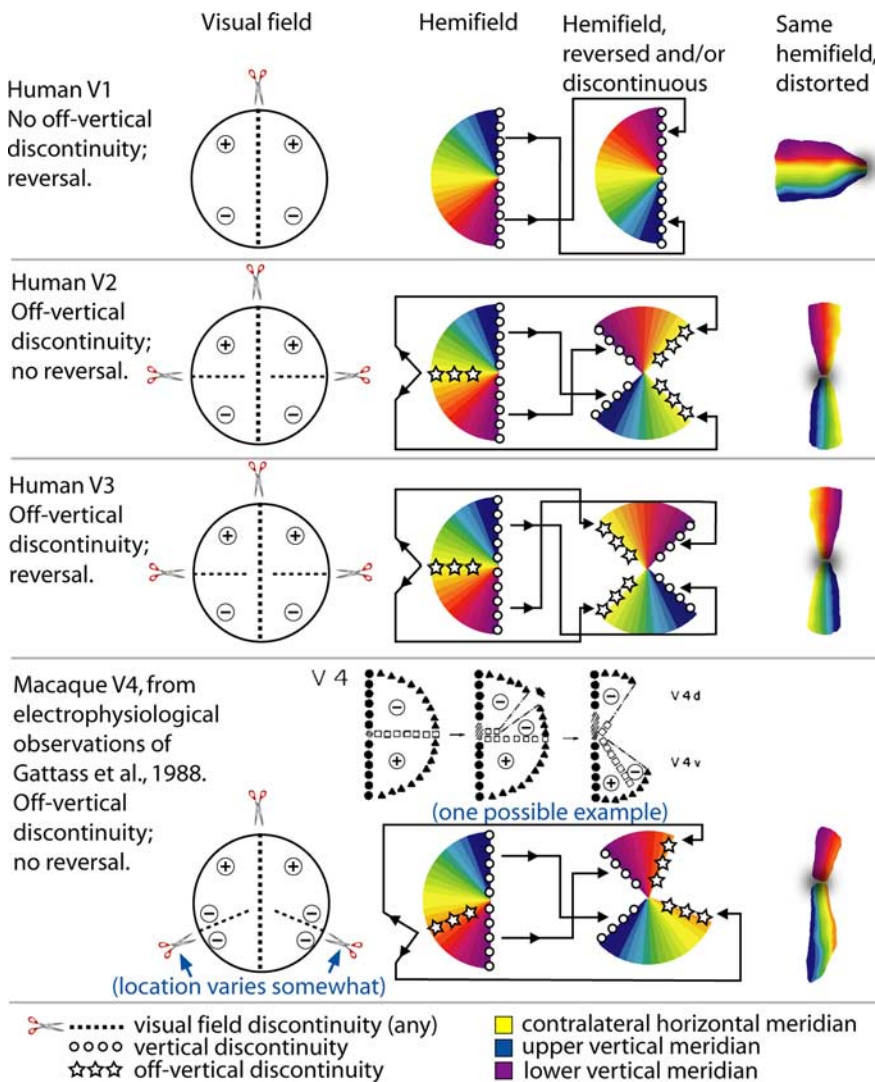 Visual field
Hemifield
Hemifield,
reversed and/or
discontinuous
Same
hemifield,
distorted
Human V1
No off-vertical
discontinuity;
reversal.
+ +
− −
Human V2
Off-vertical
discontinuity;
no reversal.
+ +
− −
Human V3
Off-vertical
discontinuity;
reversal.
+ +
− −
Macaque V4, from
electrophysiological
observations of
Gattass et al., 1988.
Off-vertical
discontinuity;
no reversal.
V 4
− − −
+ + + −
V4d
V4v
(one possible example)
+ +
− −
− −
(location varies somewhat)
visual field discontinuity (any)
vertical discontinuity
off-vertical discontinuity
contralateral horizontal meridian
upper vertical meridian
lower vertical meridian